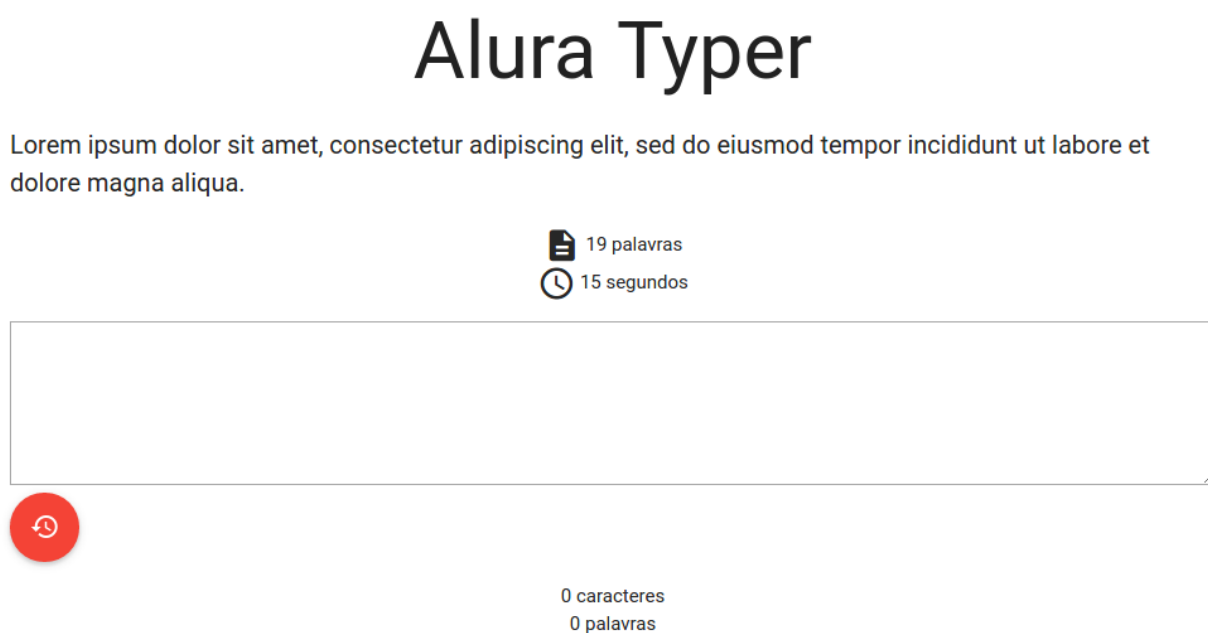 Alura Typer
Lorem ipsum dolor sit amet, consectetur adipiscing elit, sed do eiusmod tempor incididunt ut labore et
dolore magna aliqua.
19 palavras
15 segundos
0 caracteres
0 palavras